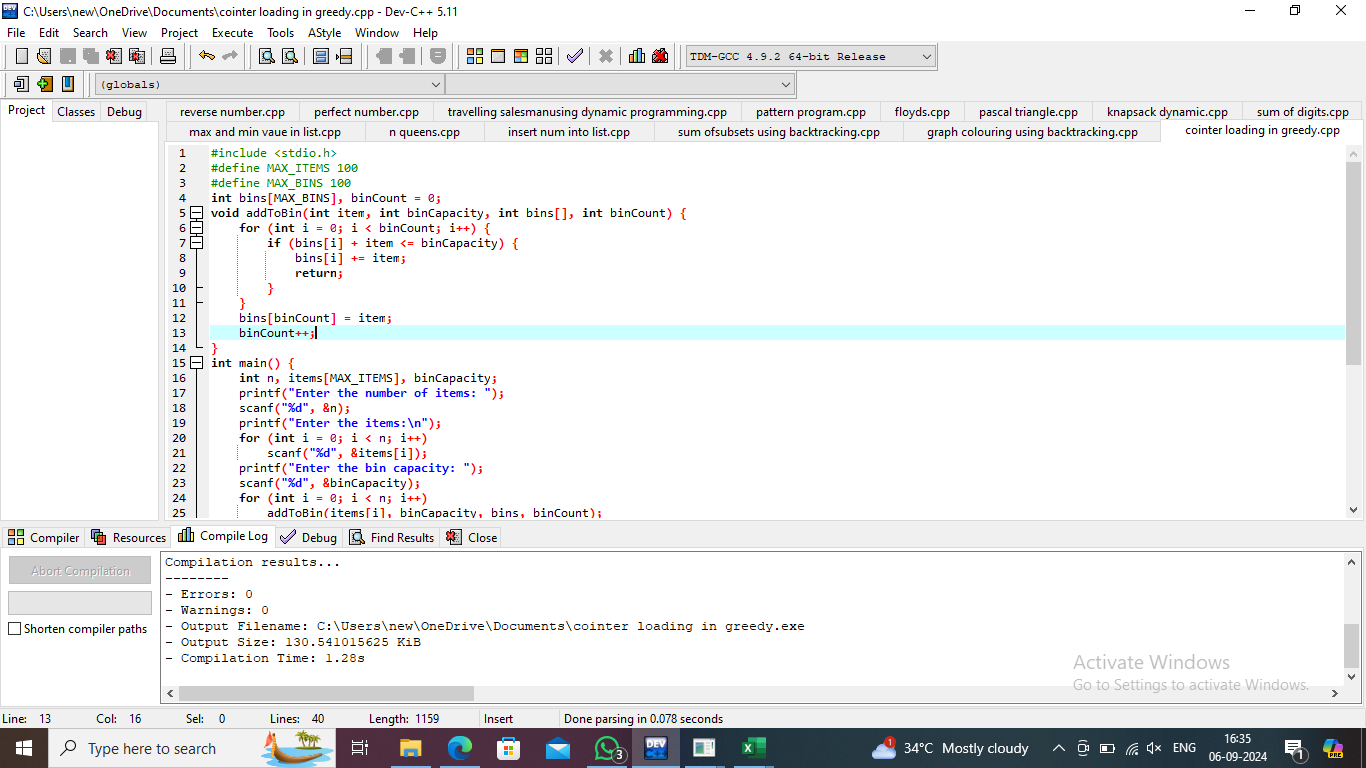 C:\Users\new\OneDrive\Documents\cointer loading in greedy.cpp - Dev-C++ 5.11
File Edit Search View Project Execute Tools AStyle Window Help
TDM-GCC 4.9.2 64-bit Release
(globals)
Project Classes Debug
reverse number.cpp perfect number.cpp travelling salesmanusing dynamic programming.cpp pattern program.cpp floyds.cpp pascal triangle.cpp knapsack dynamic.cpp sum of digits.cpp
max and min vaue in list.cpp n queens.cpp insert num into list.cpp sum ofsubsets using backtracking.cpp graph colouring using backtracking.cpp cointer loading in greedy.cpp
1 #include <stdio.h>
2 #define MAX_ITEMS 100
3 #define MAX_BINS 100
4 int bins[MAX_BINS], binCount = 0;
5 void addToBin(int item, int binCapacity, int bins[], int binCount) {
6 for (int i = 0; i < binCount; i++) {
7 if (bins[i] + item <= binCapacity) {
8 bins[i] += item;
9 return;
10 }
11 }
12 bins[binCount] = item;
13 binCount++;
14 }
15 int main() {
16 int n, items[MAX_ITEMS], binCapacity;
17 printf("Enter the number of items: ");
18 scanf("%d", &n);
19 printf("Enter the items:\n");
20 for (int i = 0; i < n; i++)
21 scanf("%d", &items[i]);
22 printf("Enter the bin capacity: ");
23 scanf("%d", &binCapacity);
24 for (int i = 0; i < n; i++)
25 addToBin(items[i], binCapacity, bins, binCount);
Compiler Resources Compile Log Debug Find Results Close
Abort Compilation
Shorten compiler paths
Compilation results...
--------
- Errors: 0
- Warnings: 0
- Output Filename: C:\Users\new\OneDrive\Documents\cointer loading in greedy.exe
- Output Size: 130.541015625 KiB
- Compilation Time: 1.28s
Activate Windows
Go to Settings to activate Windows.
Line: 13 Col: 16 Sel: 0 Lines: 40 Length: 1159 Insert Done parsing in 0.078 seconds
Type here to search
3
DEV
1
34°C Mostly cloudy
ENG
16:35
06-09-2024
1
PRE